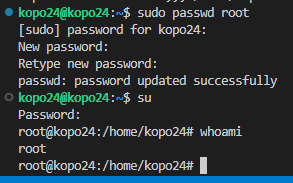 kopo24@kopo24:~$ sudo passwd root
[sudo] password for kopo24:
New password:
Retype new password:
passwd: password updated successfully
kopo24@kopo24:~$ su
Password:
root@kopo24:/home/kopo24# whoami
root
root@kopo24:/home/kopo24#